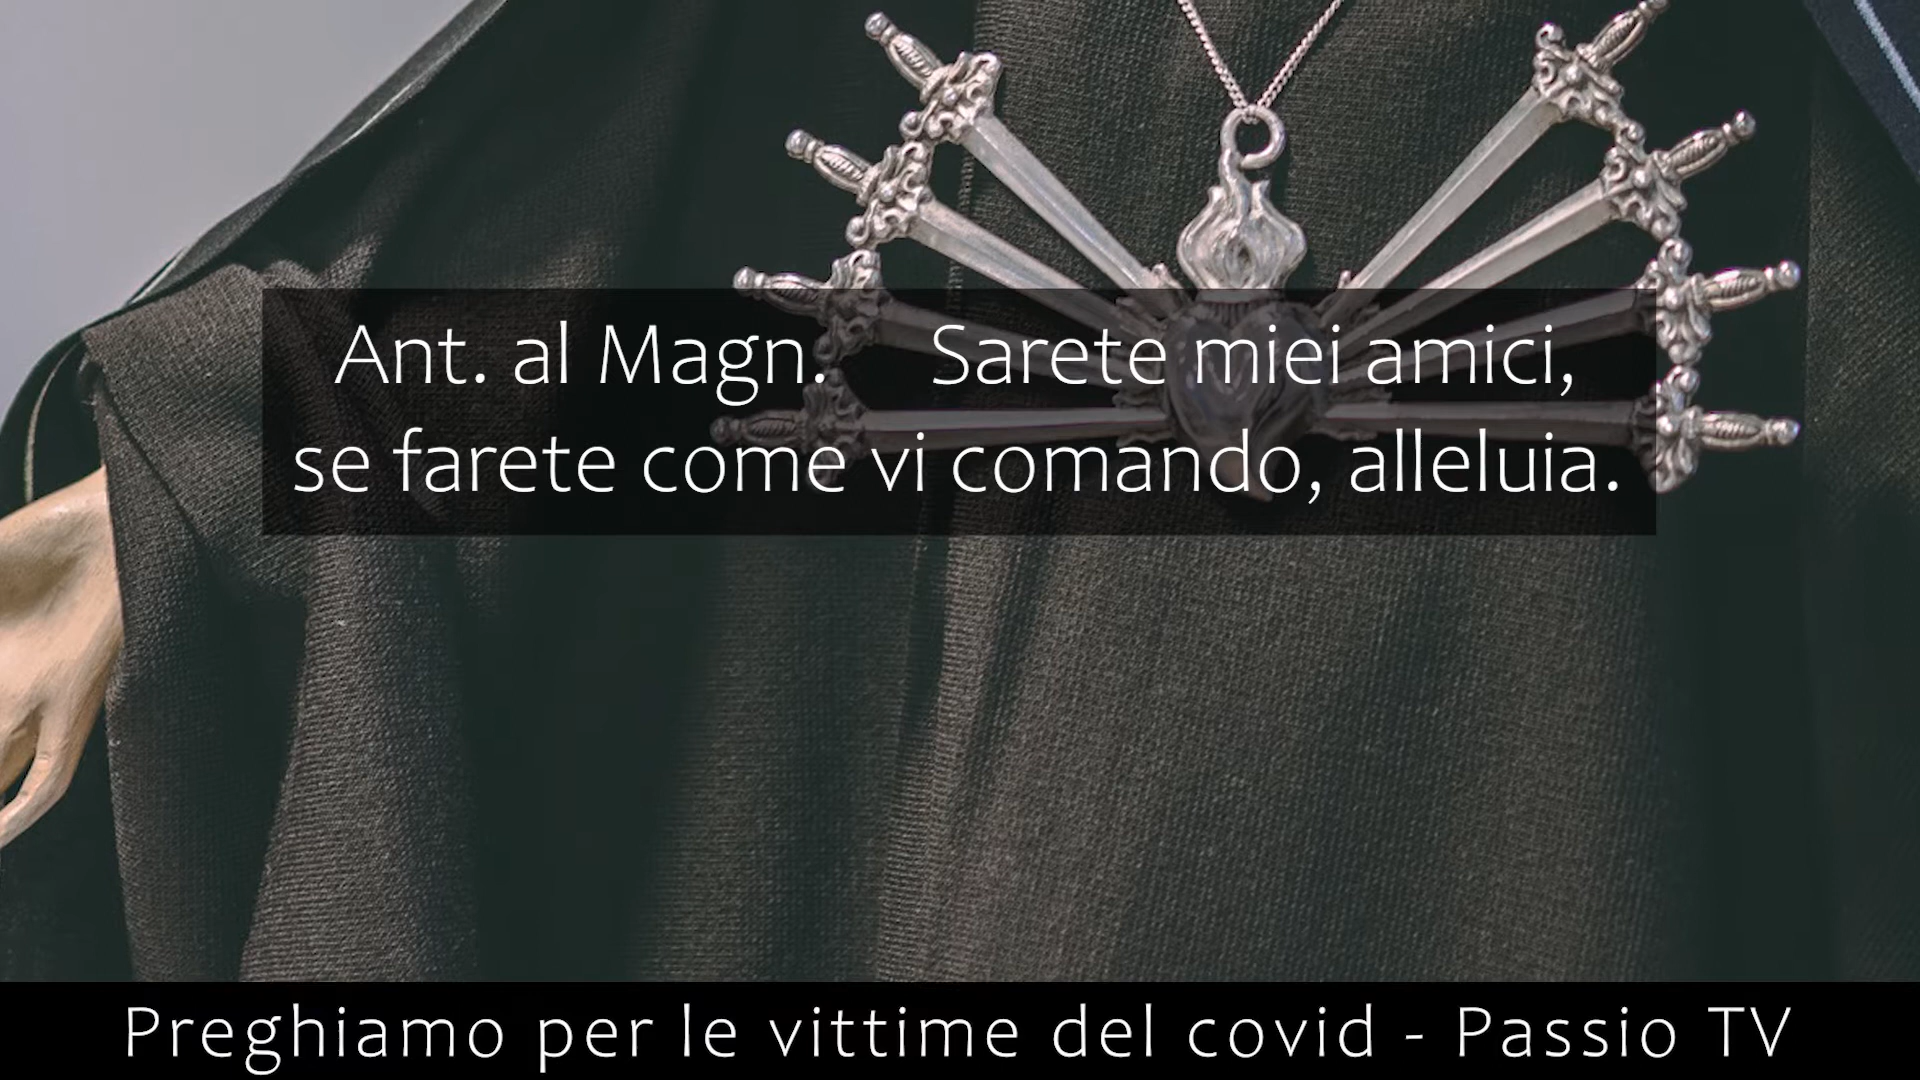 Ant. al Magn. Sarete miei amici,
se farete come vi comando, alleluia.
Preghiamo per le vittime del covid - Passio TV